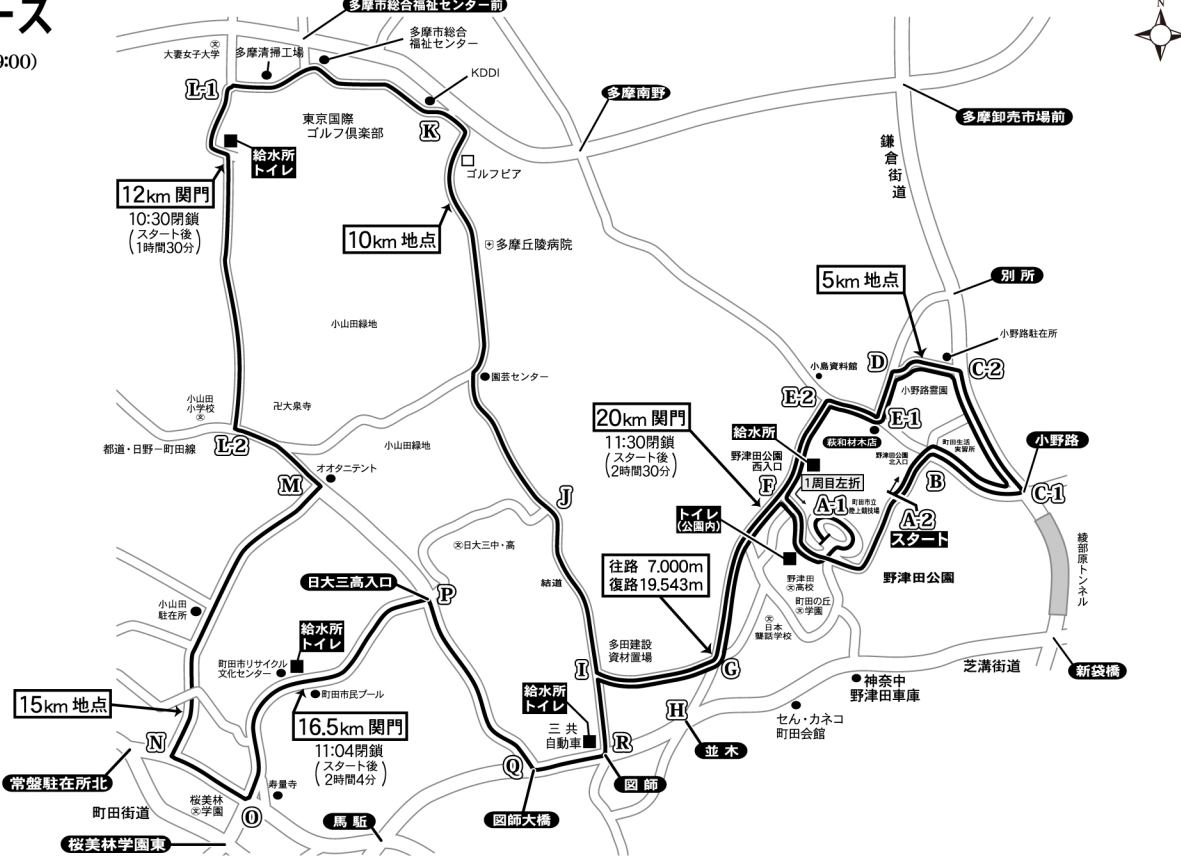 ース
9:00)
N
多摩市総合福祉センター前
大妻女子大学
多摩清掃工場
多摩市総合
福祉センター
KDDI
多摩南野
多摩卸売市場前
L-1
K
東京国際
ゴルフ倶楽部
給水所
トイレ
ゴルフピア
鎌倉街道
12km 関門
10:30閉鎖
(スタート後
1時間30分)
10km 地点
多摩丘陵病院
5km 地点
別所
小野路駐在所
小山田緑地
小島資料館
D
C-2
小野路霊園
園芸センター
E-2
E-1
小山田
小学校
卍大泉寺
20km 関門
11:30閉鎖
(スタート後
2時間30分)
給水所
萩和材木店
町田生活
実習所
小野路
都道・日野ー町田線
L-2
小山田緑地
野津田公園
西入口
野津田公園
北入口
オオタニテント
M
F
1周目左折
B
C-1
J
A-1
町田市立
陸上競技場
A-2
スタート
トイレ
(公園内)
日大三中・高
綾部原トンネル
往路 7.000m
復路19.543m
野津田
高校
野津田公園
日大三高入口
P
結道
町田の丘
学園
小山田
駐在所
日本
聾話学校
給水所
トイレ
多田建設
資材置場
町田市リサイクル
文化センター
I
G
芝溝街道
新袋橋
15km 地点
町田市民プール
給水所
トイレ
神奈中
野津田車庫
16.5km 関門
11:04閉鎖
(スタート後
2時間4分)
H
せん・カネコ
町田会館
三共
自動車
R
並木
N
Q
常盤駐在所北
図師
寿量寺
桜美林
学園
町田街道
O
馬駈
図師大橋
桜美林学園東